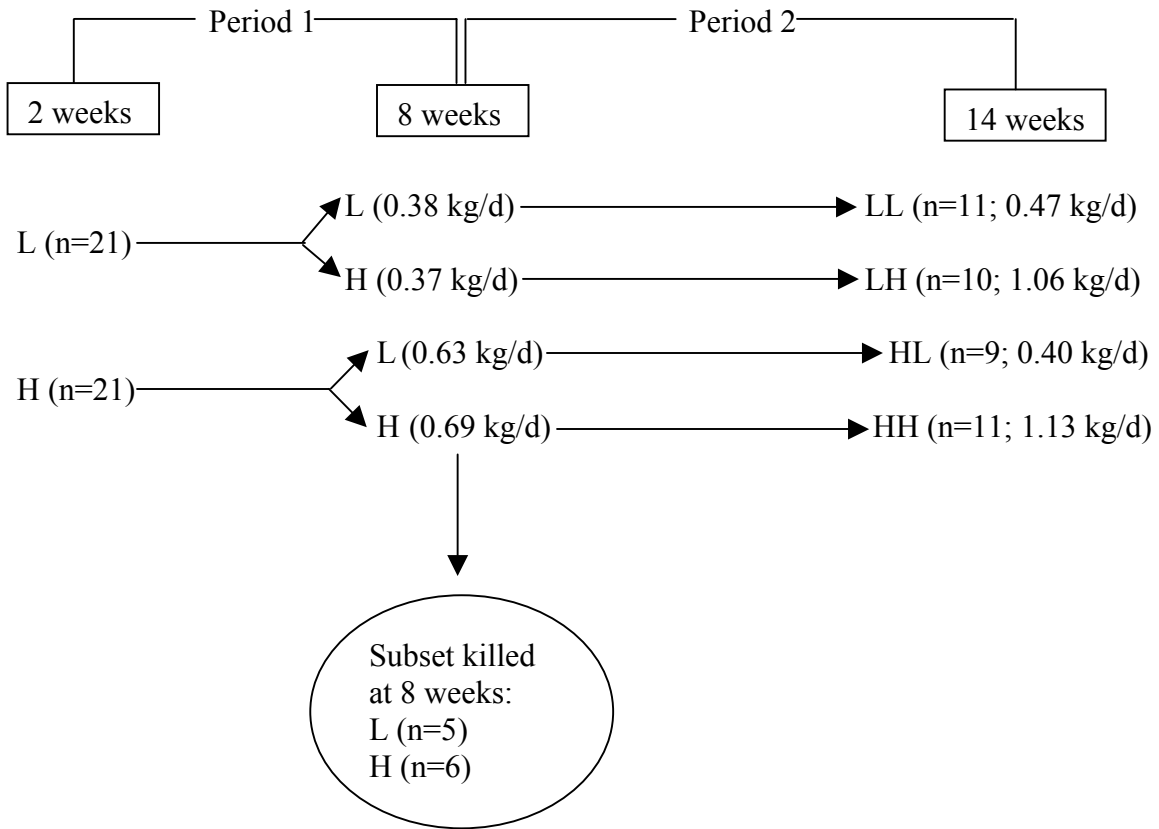 Period 1
Period 2
2 weeks
8 weeks
14 weeks
L (0.38 kg/d)
LL (n=11; 0.47 kg/d)
L (n=21)
H (0.37 kg/d)
LH (n=10; 1.06 kg/d)
L (0.63 kg/d)
HL (n=9; 0.40 kg/d)
H (n=21)
H (0.69 kg/d)
HH (n=11; 1.13 kg/d)
Subset killed
at 8 weeks:
L (n=5)
H (n=6)